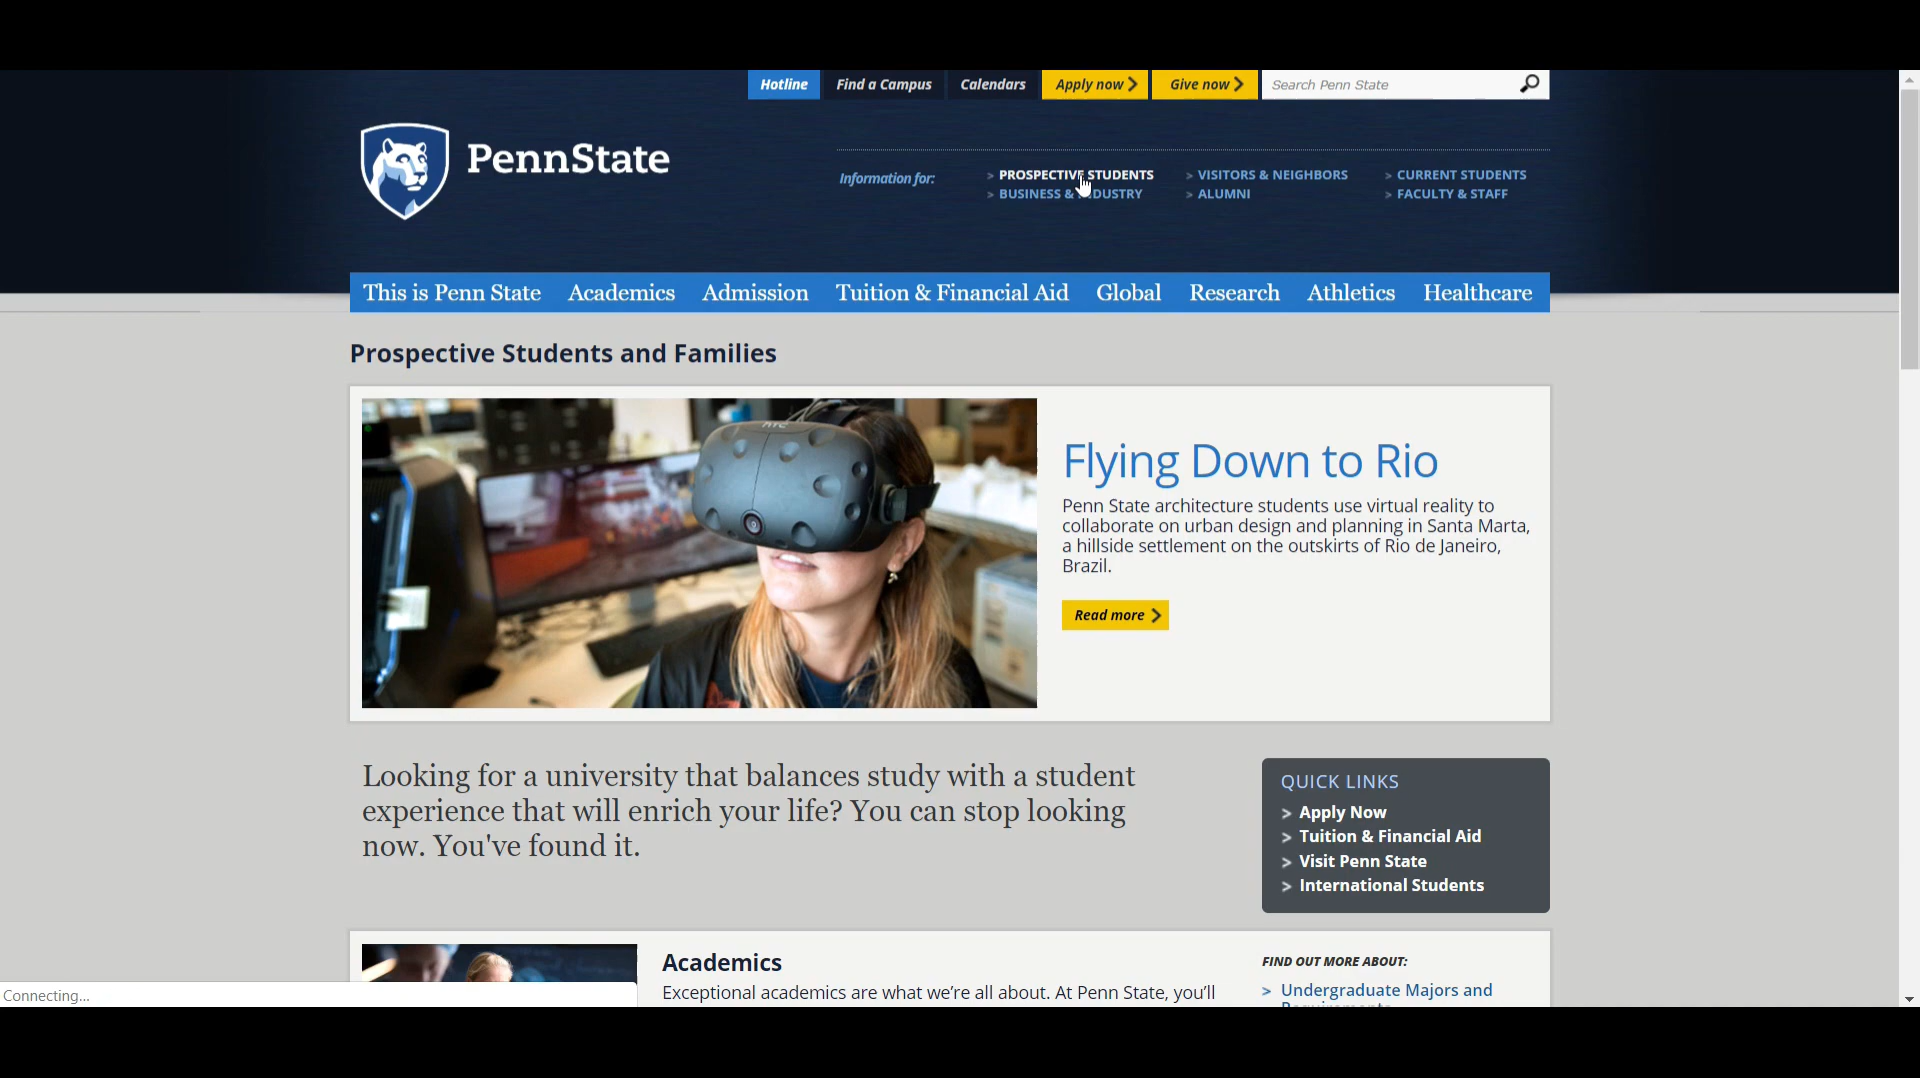 Hotline Find a Campus Calendars Apply now Give now Search Penn State
PennState
Information for:
> PROSPECTIVE STUDENTS > VISITORS & NEIGHBORS > CURRENT STUDENTS
> BUSINESS & INDUSTRY > ALUMNI > FACULTY & STAFF
This is Penn State Academics Admission Tuition & Financial Aid Global Research Athletics Healthcare
Prospective Students and Families
HTC
Flying Down to Rio
Penn State architecture students use virtual reality to
collaborate on urban design and planning in Santa Marta,
a hillside settlement on the outskirts of Rio de Janeiro,
Brazil.
Read more
Looking for a university that balances study with a student
experience that will enrich your life? You can stop looking
now. You've found it.
QUICK LINKS
> Apply Now
> Tuition & Financial Aid
> Visit Penn State
> International Students
Academics
Exceptional academics are what we're all about. At Penn State, you'll
FIND OUT MORE ABOUT:
> Undergraduate Majors and
Connecting...